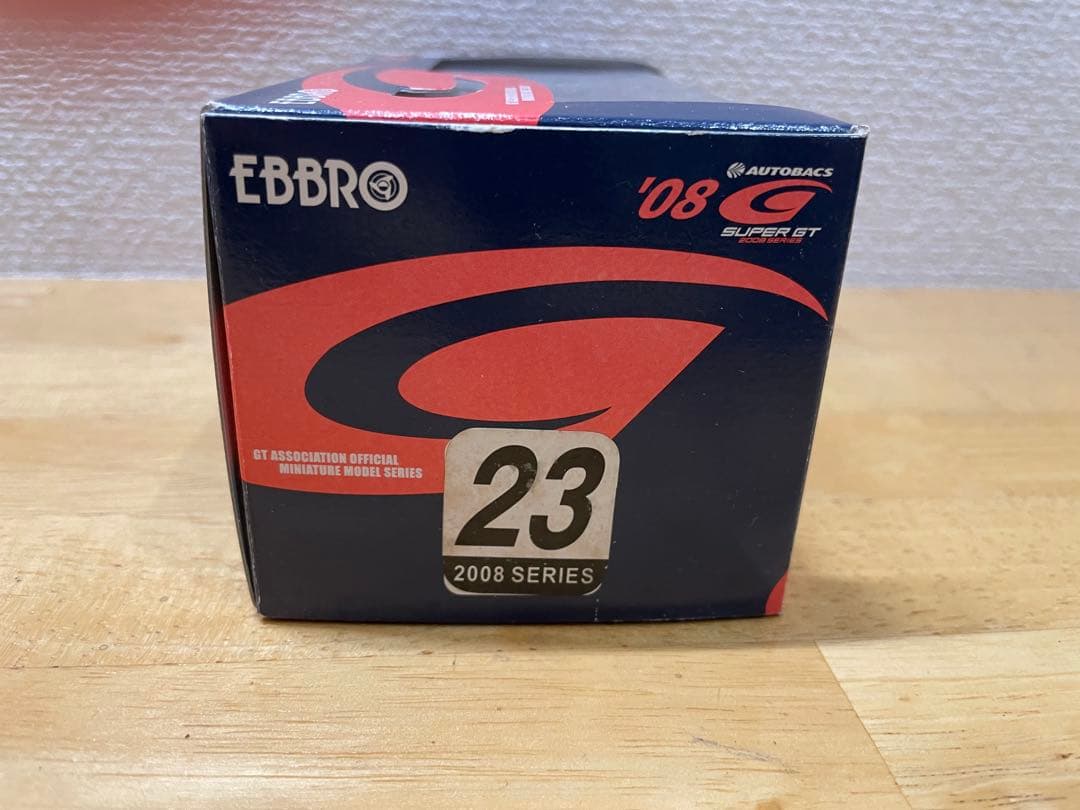 EBBRO
AUTOBACS
'08
SUPER GT
2008 SERIES
GT ASSOCIATION OFFICIAL
MINIATURE MODEL SERIES
23
2008 SERIES